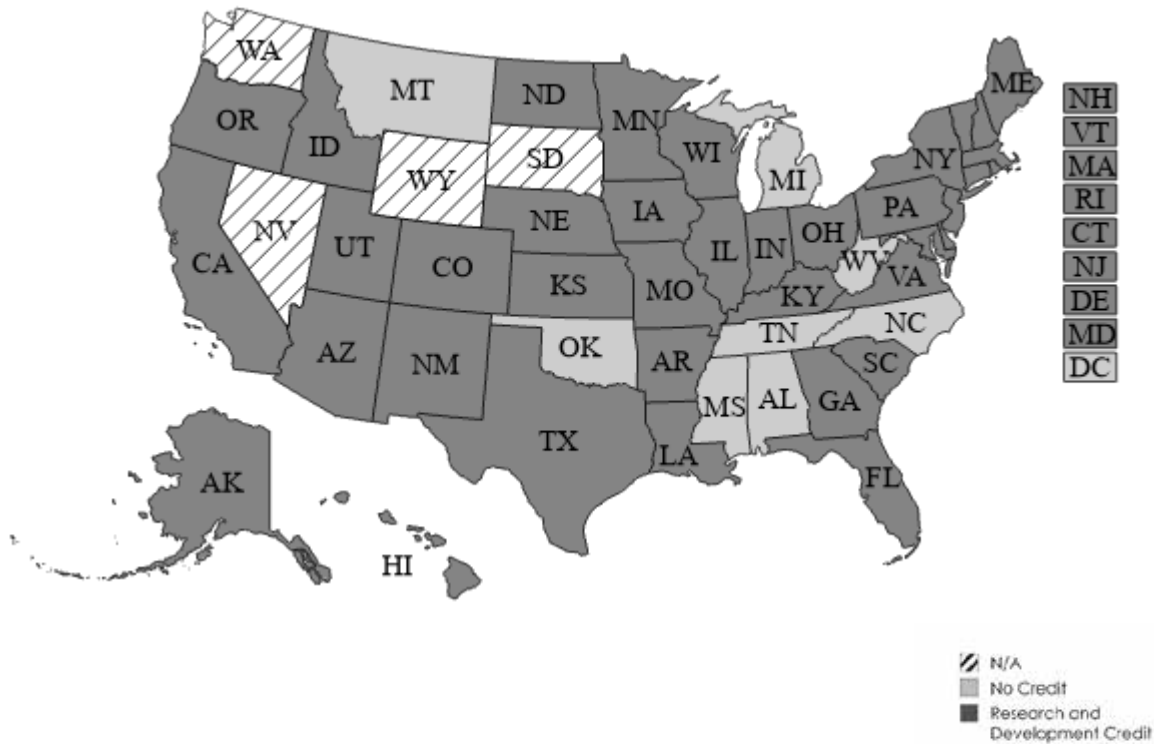 WA
MT
ND
MN
ME
NH
OR
ID
SD
WI
VT
WY
MI
NY
MA
NV
NE
IA
PA
RI
CA
UT
CO
IL
IN
OH
WV
CT
KS
MO
KY
VA
NJ
AZ
NM
OK
AR
TN
NC
DE
MS
AL
GA
SC
MD
TX
LA
FL
DC
AK
HI
N/A
No Credit
Research and
Development Credit